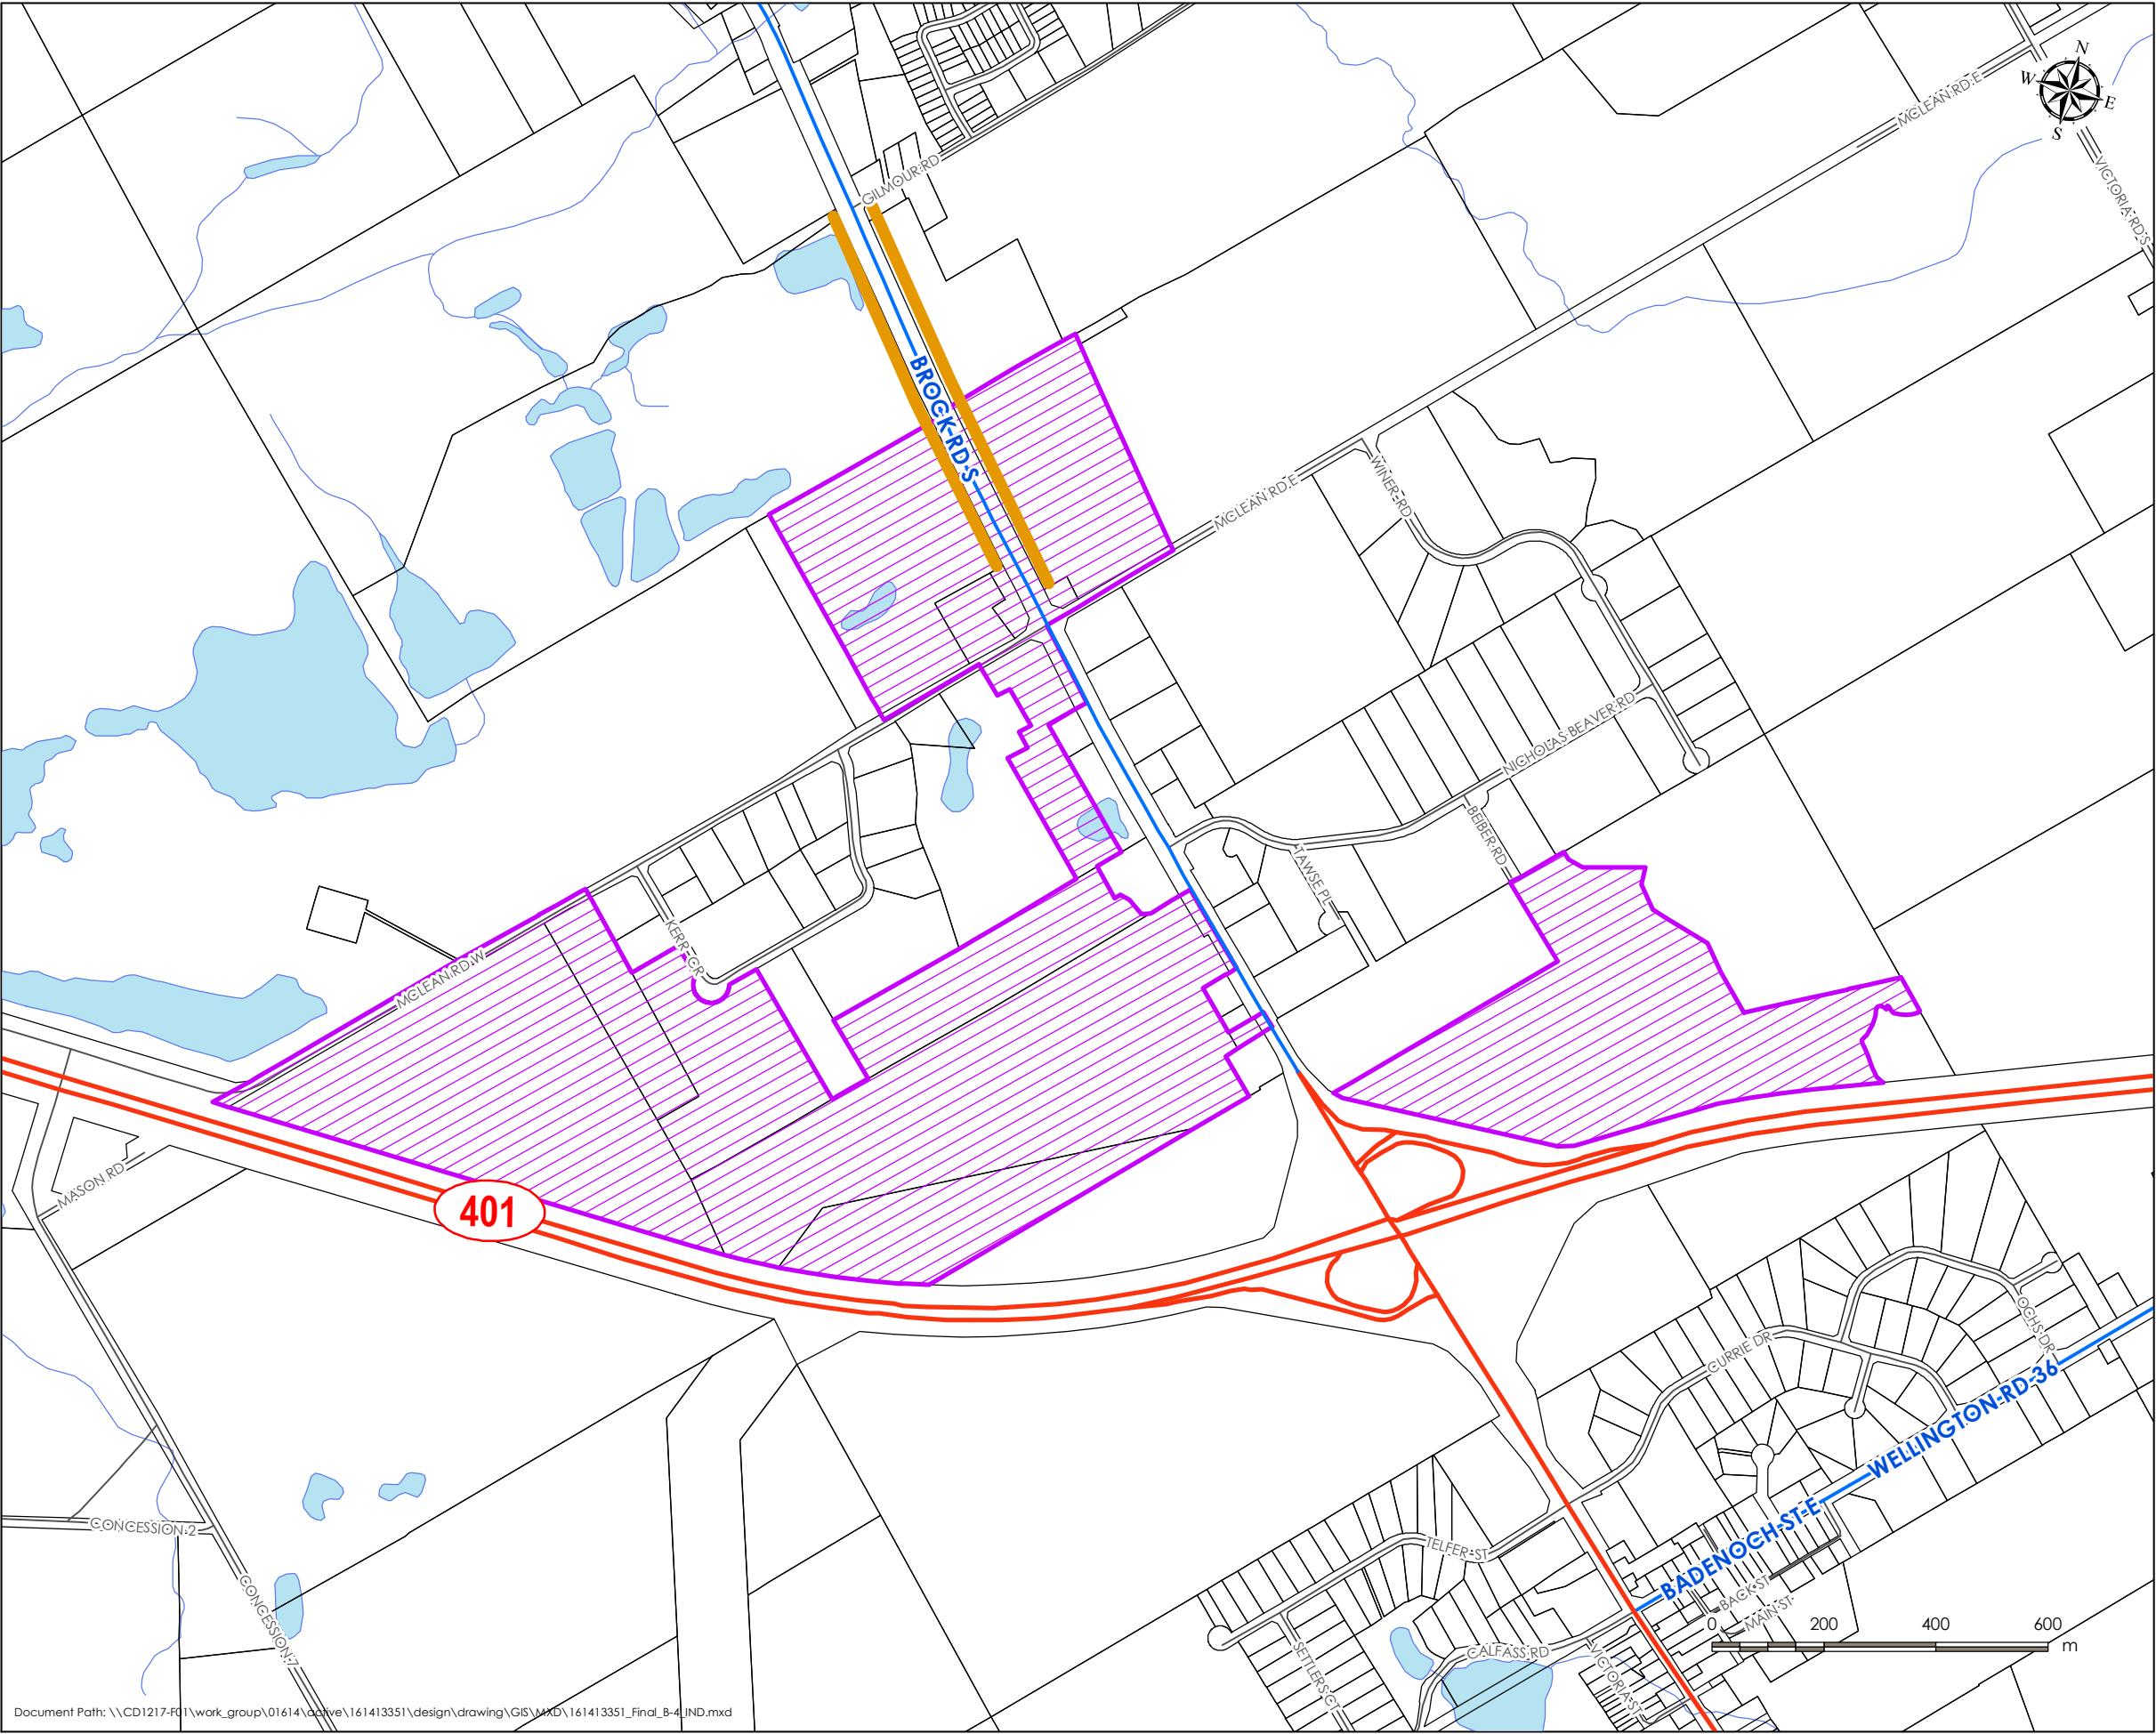 N
W
E
S
MCLEAN RD E
VICTORIA RD S
GILMOUR RD
BROCK RD S
MCLEAN RD E
WINER RD
NICHOLAS BEAVER RD
BEIBER RD
TAWSE PL
KERR CR
MCLEAN RD W
MASON RD
401
OCHS DR
CURRIE DR
WELLINGTON RD 36
BADENOCH ST E
CONCESSION 2
TELFER ST
BACK ST
MAIN ST
CONCESSION 7
SETTLERS CT
CALFASS RD
VICTORIA ST
0 200 400 600
m
Document Path: \\CD1217-F01\work_group\01614\active\161413351\design\drawing\GIS\MXD\161413351_Final_B-4_IND.mxd